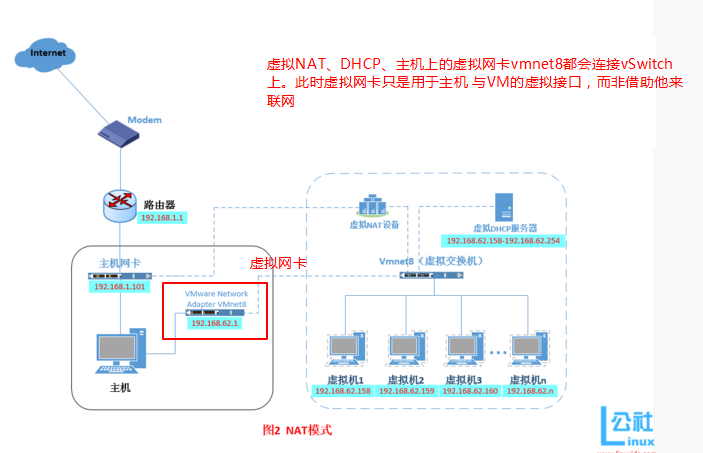 Internet
虚拟NAT、DHCP、主机上的虚拟网卡vmnet8都会连接vSwitch
上。此时虚拟网卡只是用于主机 与VM的虚拟接口，而非借助他来
联网
Modem
路由器
192.168.1.1
虚拟NAT设备
虚拟DHCP服务器
192.168.62.158-192.168.62.254
主机网卡
虚拟网卡
Vmnet8（虚拟交换机）
192.168.1.101
VMware Network
Adapter VMnet8
192.168.62.1
主机
虚拟机1
虚拟机2
虚拟机3
虚拟机n
192.168.62.158
192.168.62.159
192.168.62.160
192.168.62.n
图2 NAT模式
公社
Linux